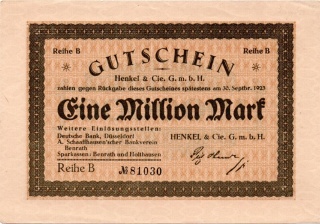 Reihe B
Reihe B
GUTSCHEIN
Henkel & Cie. G. m. b. H.
zahlen gegen Rückgabe dieses Gutscheines spätestens am 30. Septbr. 1923
Eine Million Mark
Weitere Einlösungsstellen:
Deutsche Bank, Düsseldorf
A. Schaaffhausen'scher Bankverein
Benrath
Sparkassen: Benrath und Holthausen
HENKEL & Cie. G. m. b. H.
Reihe B
№ 81030